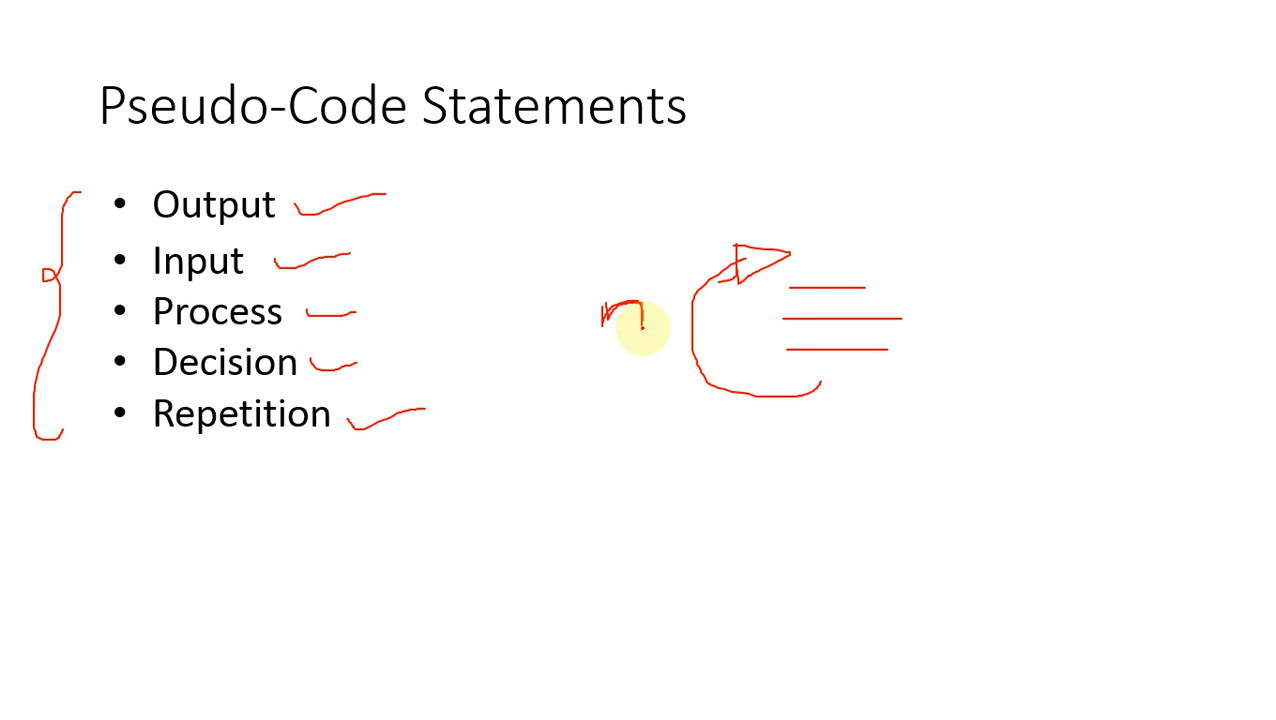 Pseudo-Code Statements
• Output
• Input
• Process
• Decision
• Repetition
n